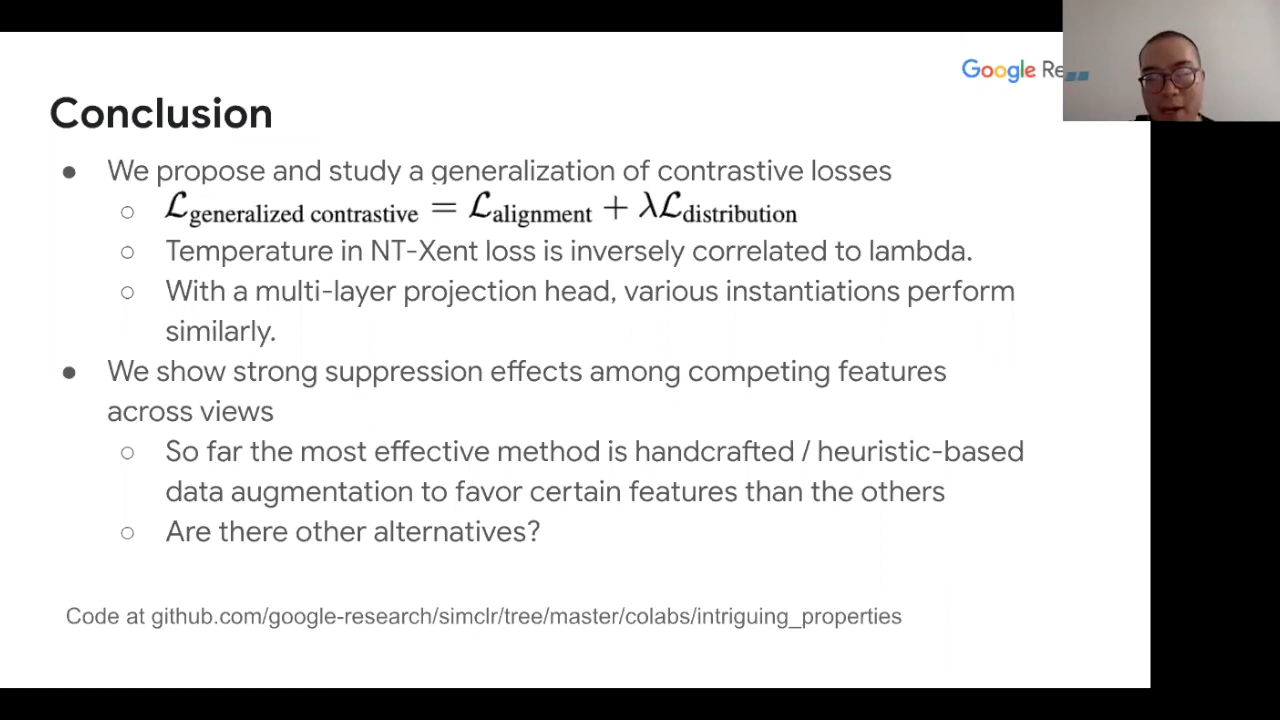 Google Re
Conclusion
● We propose and study a generalization of contrastive losses
○ ℒgeneralized contrastive = ℒalignment + λℒdistribution
○ Temperature in NT-Xent loss is inversely correlated to lambda.
○ With a multi-layer projection head, various instantiations perform
similarly.
● We show strong suppression effects among competing features
across views
○ So far the most effective method is handcrafted / heuristic-based
data augmentation to favor certain features than the others
○ Are there other alternatives?
Code at github.com/google-research/simclr/tree/master/colabs/intriguing_properties